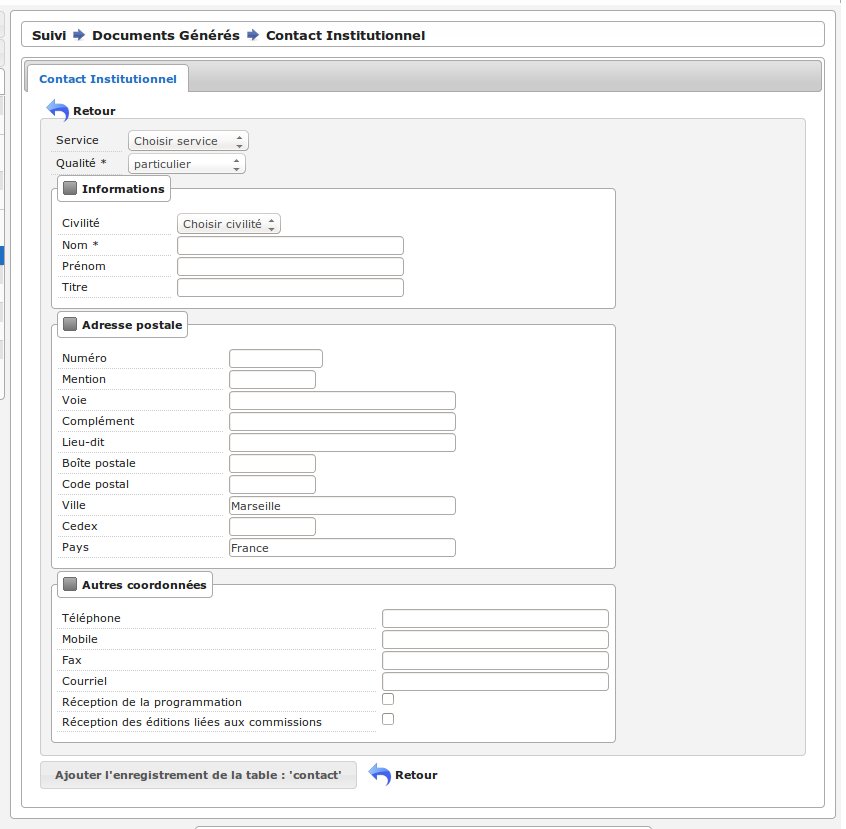 Suivi Documents Générés Contact Institutionnel
Contact Institutionnel
Retour
Service Choisir service
Qualité * particulier
Informations
Civilité Choisir civilité
Nom *
Prénom
Titre
Adresse postale
Numéro
Mention
Voie
Complément
Lieu-dit
Boîte postale
Code postal
Ville Marseille
Cedex
Pays France
Autres coordonnées
Téléphone
Mobile
Fax
Courriel
Réception de la programmation
Réception des éditions liées aux commissions
Ajouter l'enregistrement de la table : 'contact' Retour